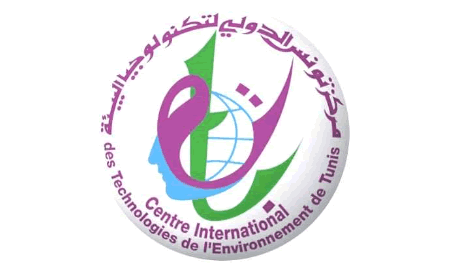 مركز تونس الدولي لتكنولوجيا البيئة
Centre International
des Technologies de l'Environnement de Tunis